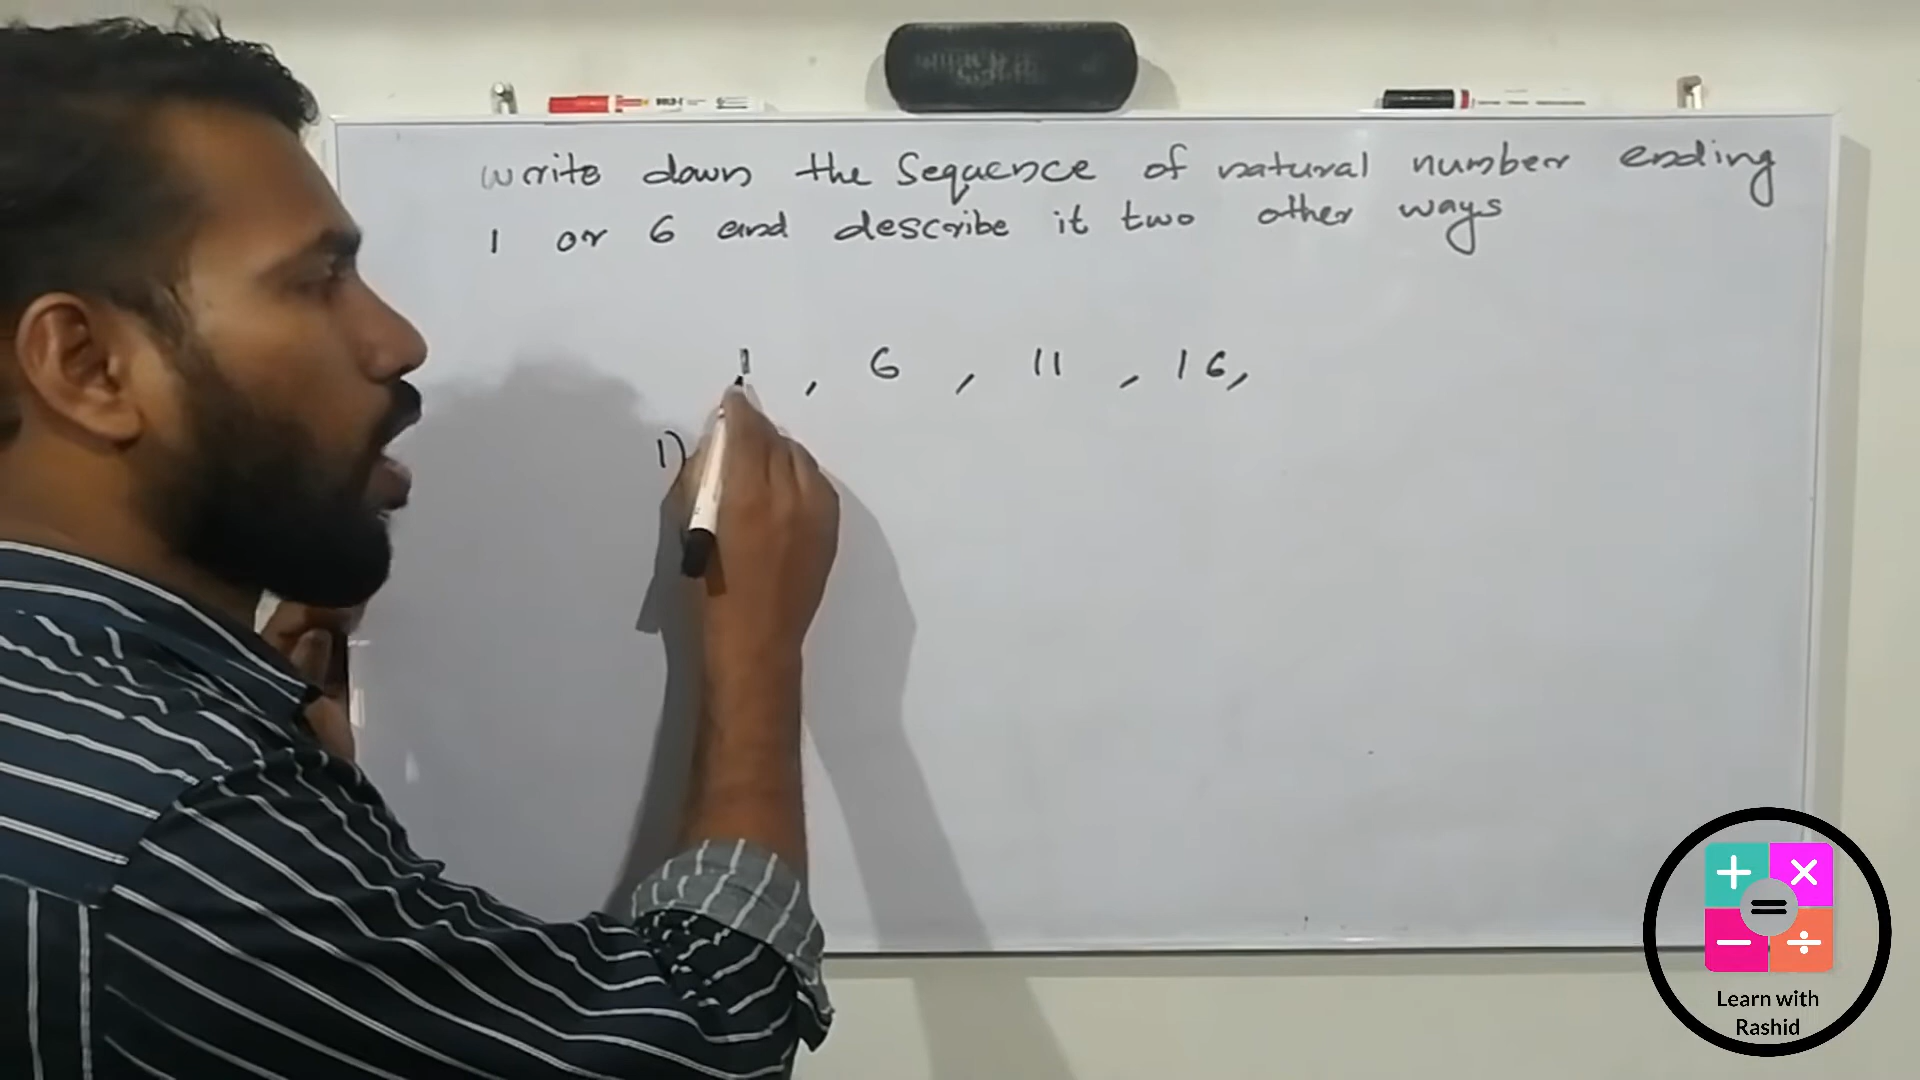 write down the Sequence of natural number ending
1 or 6 and describe it two other ways
1 , 6 , 11 , 16,
1)
Learn with
Rashid